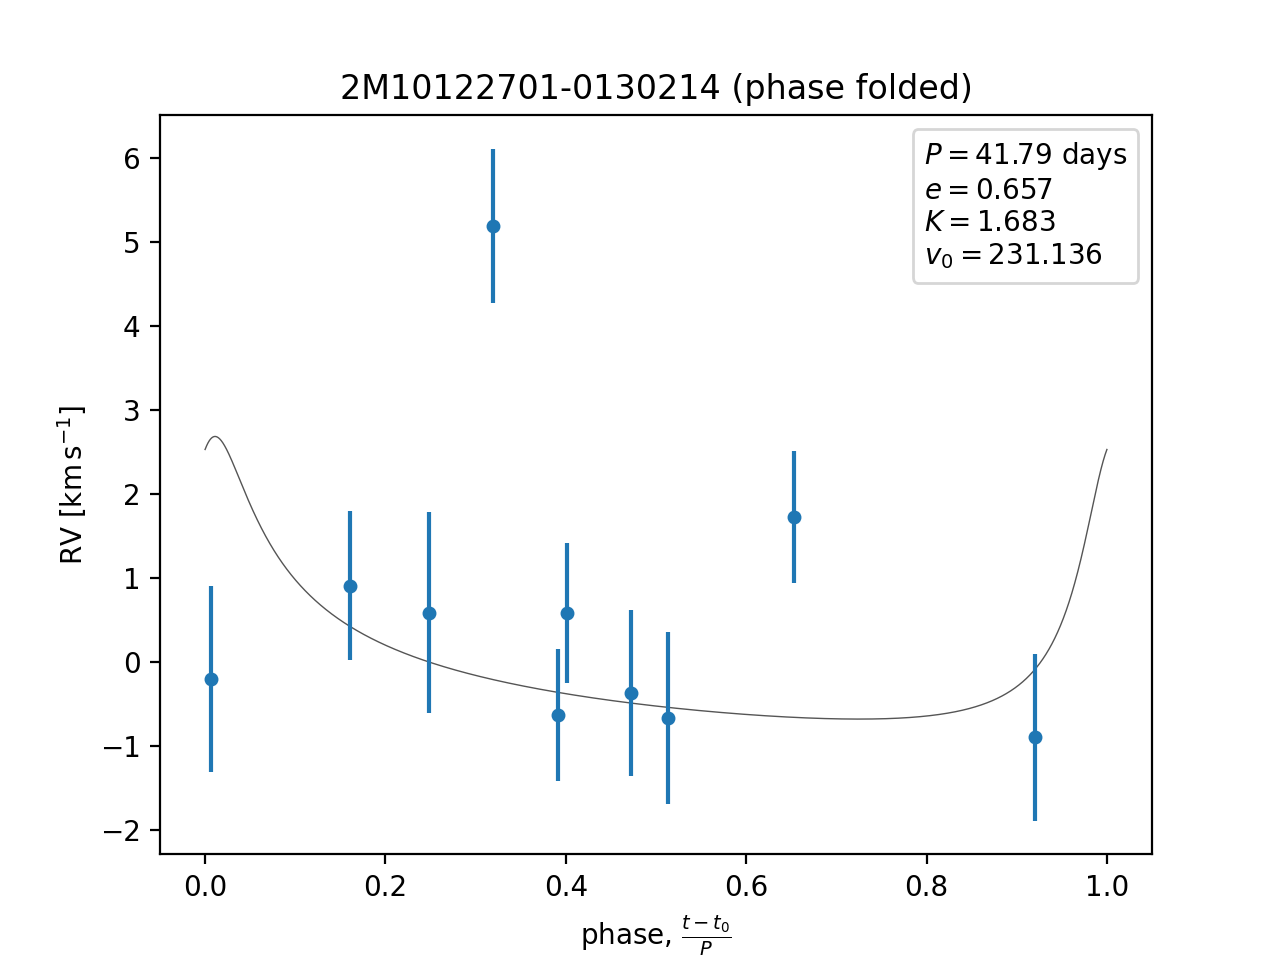 2M10122701-0130214 (phase folded)
P = 41.79 days
e = 0.657
K = 1.683
v₀ = 231.136
6
5
4
3
2
1
0
−1
−2
RV [km s⁻¹]
0.0 0.2 0.4 0.6 0.8 1.0
phase, (t − t₀)/P